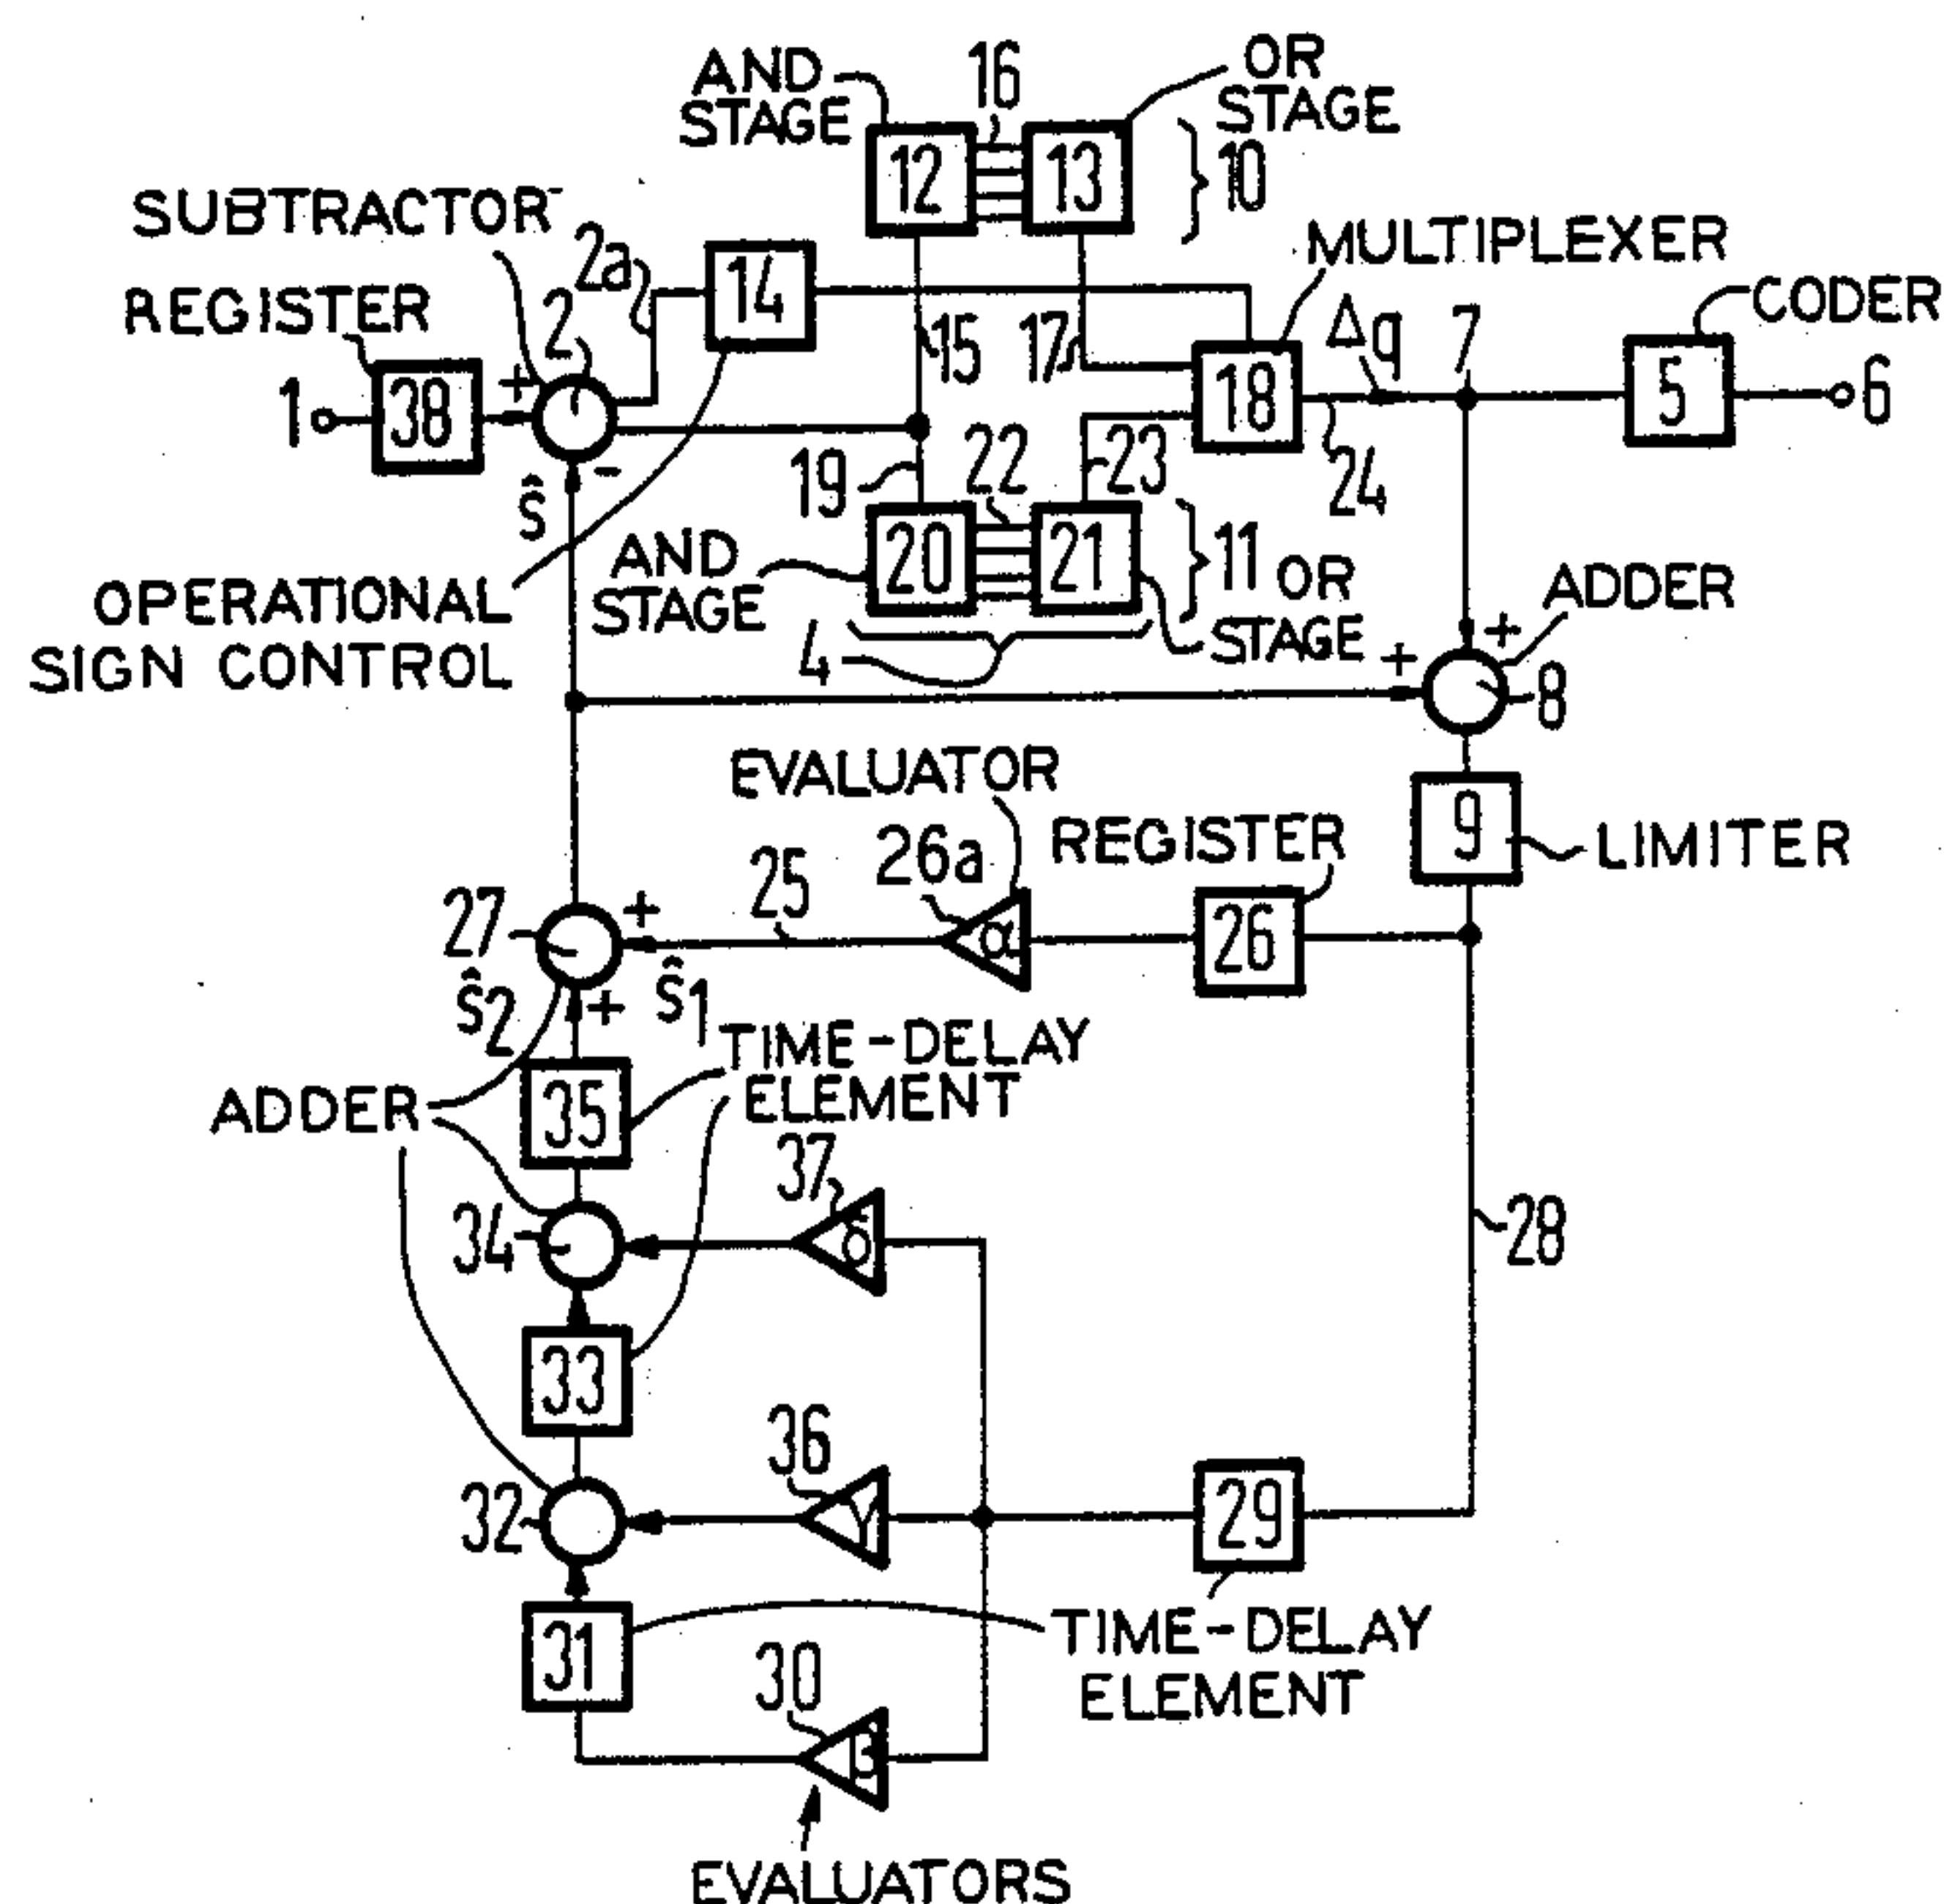 AND
STAGE
16
OR
STAGE
12
13
10
SUBTRACTOR
2a
14
MULTIPLEXER
REGISTER
2
15
17
Δq
7
CODER
1
38
+
18
5
6
ŝ
-
19
22
23
24
OPERATIONAL
SIGN CONTROL
AND
STAGE
20
21
11
OR
STAGE
4
ADDER
+
+
8
EVALUATOR
26a
REGISTER
9
LIMITER
25
27
+
α
26
ŝ2
+
ŝ1
TIME-DELAY
ELEMENT
ADDER
35
37
34
δ
28
33
36
32
γ
29
31
30
TIME-DELAY
ELEMENT
β
EVALUATORS